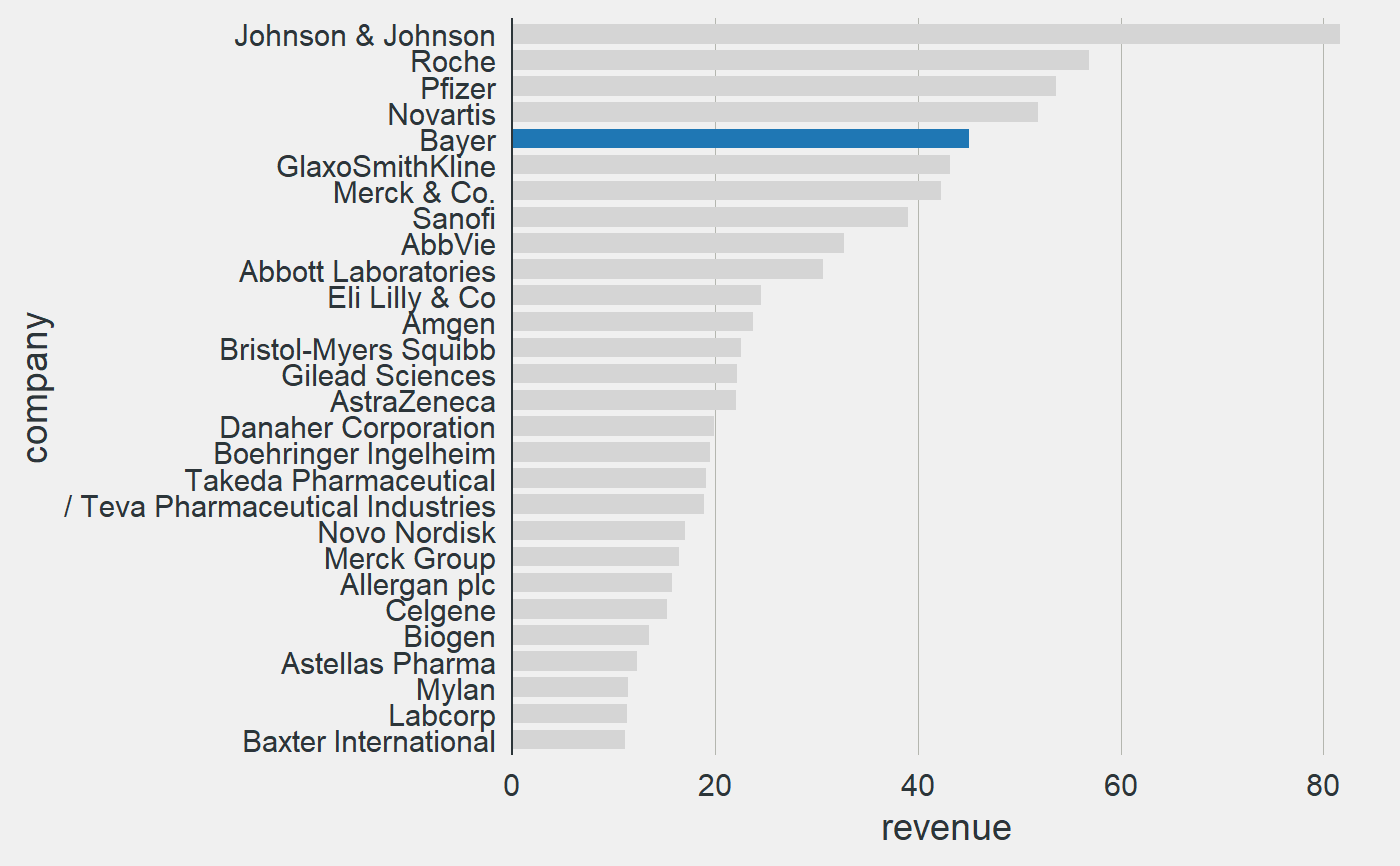 Johnson & Johnson
Roche
Pfizer
Novartis
Bayer
GlaxoSmithKline
Merck & Co.
Sanofi
AbbVie
Abbott Laboratories
Eli Lilly & Co
Amgen
Bristol-Myers Squibb
Gilead Sciences
AstraZeneca
Danaher Corporation
Boehringer Ingelheim
Takeda Pharmaceutical
/ Teva Pharmaceutical Industries
Novo Nordisk
Merck Group
Allergan plc
Celgene
Biogen
Astellas Pharma
Mylan
Labcorp
Baxter International
company
0 20 40 60 80
revenue